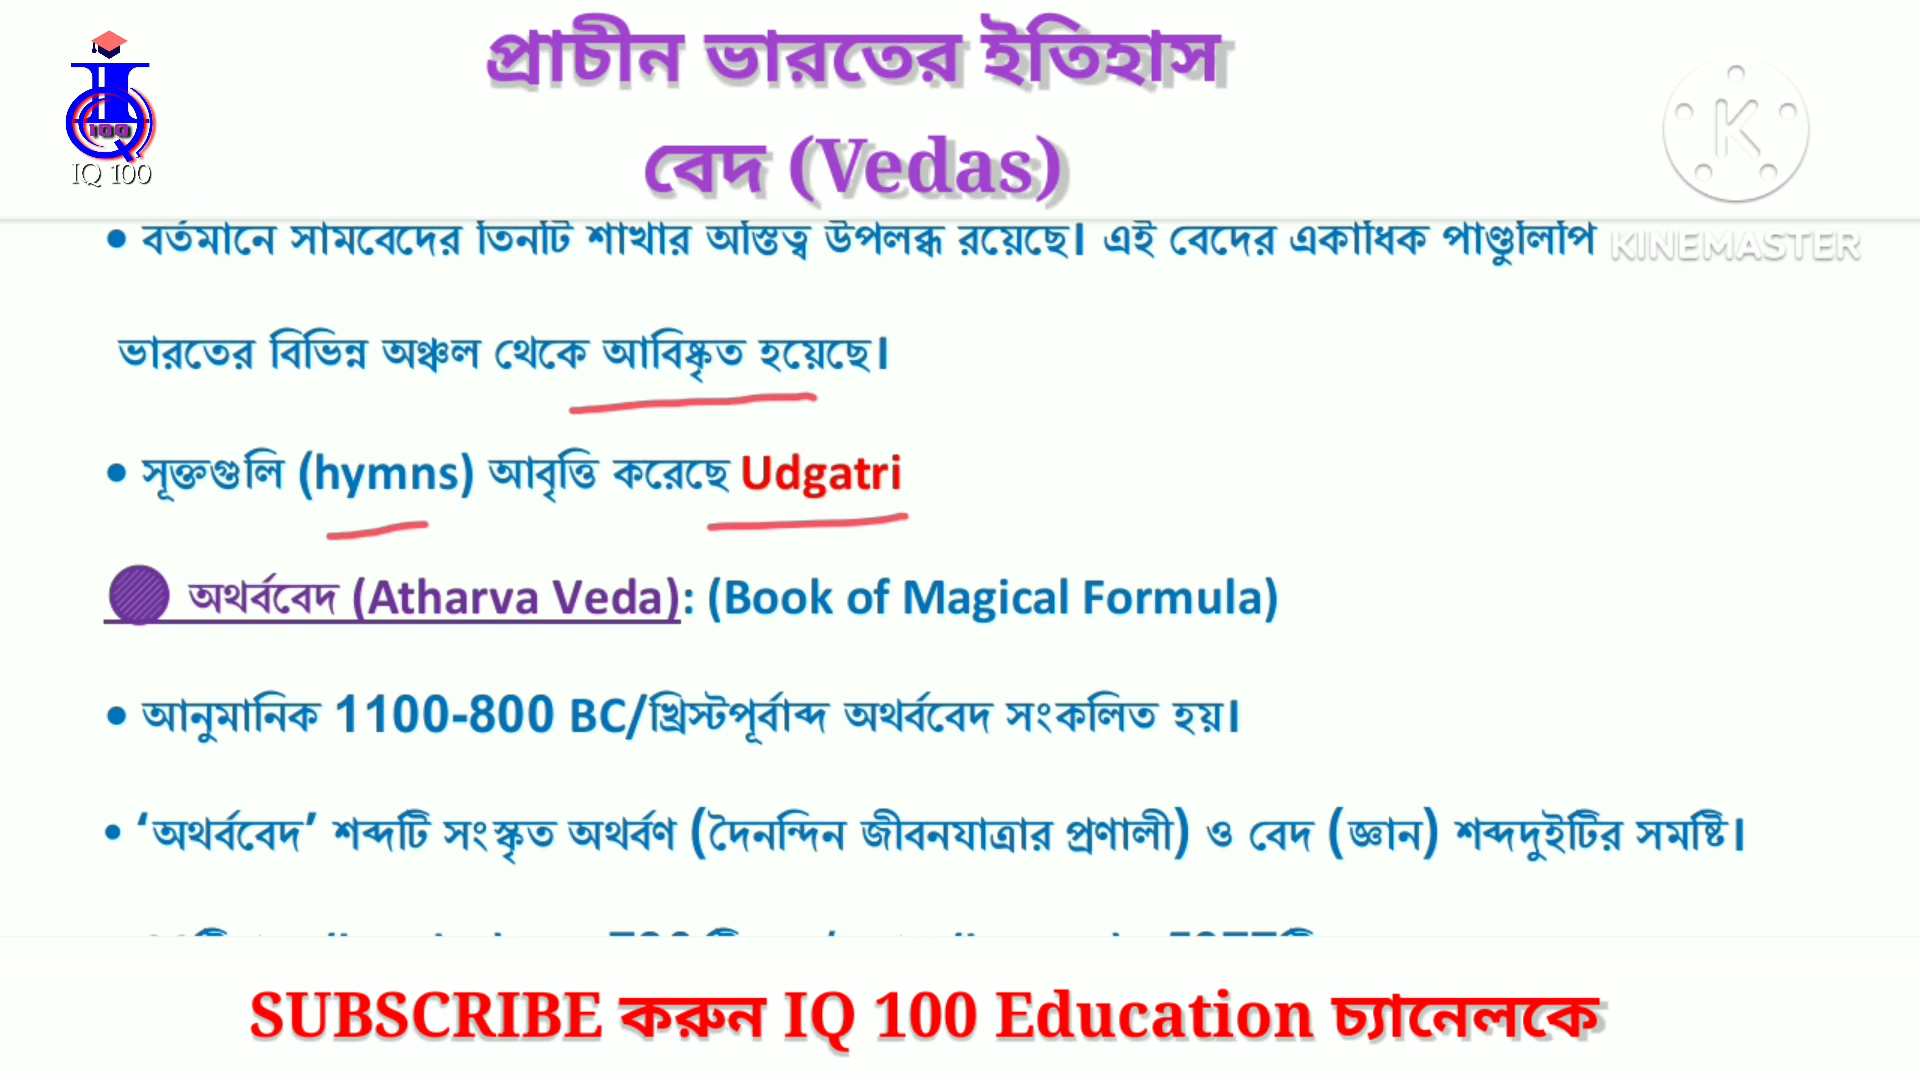 প্রাচীন ভারতের ইতিহাস
বেদ (Vedas)
100
IQ 100
K
KINEMASTER
• বর্তমানে সামবেদের তিনটি শাখার অস্তিত্ব উপলব্ধ রয়েছে। এই বেদের একাধিক পাণ্ডুলিপি
ভারতের বিভিন্ন অঞ্চল থেকে আবিষ্কৃত হয়েছে।
• সূক্তগুলি (hymns) আবৃত্তি করেছে Udgatri
অথর্ববেদ (Atharva Veda): (Book of Magical Formula)
• আনুমানিক 1100-800 BC/খ্রিস্টপূর্বাব্দ অথর্ববেদ সংকলিত হয়।
• ‘অথর্ববেদ’ শব্দটি সংস্কৃত অথর্বণ (দৈনন্দিন জীবনযাত্রার প্রণালী) ও বেদ (জ্ঞান) শব্দদুইটির সমষ্টি।
SUBSCRIBE করুন IQ 100 Education চ্যানেলকে